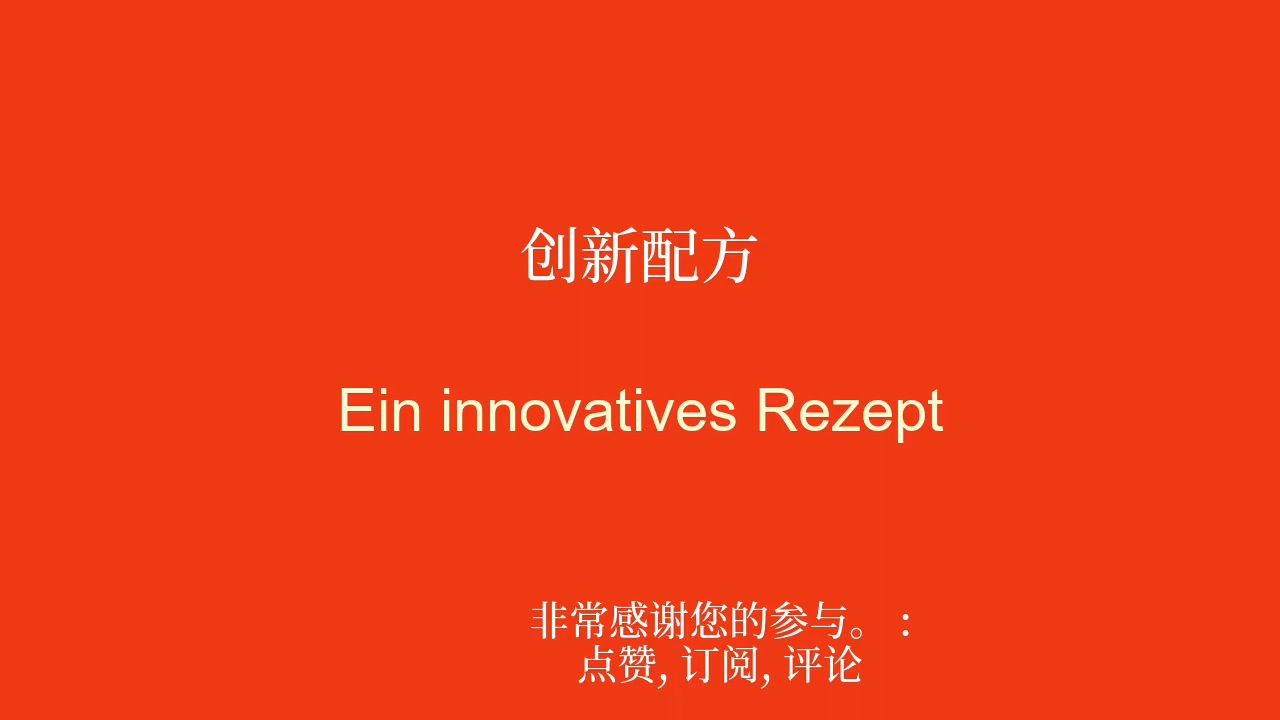 创新配方
Ein innovatives Rezept
非常感谢您的参与。 :
点赞, 订阅, 评论